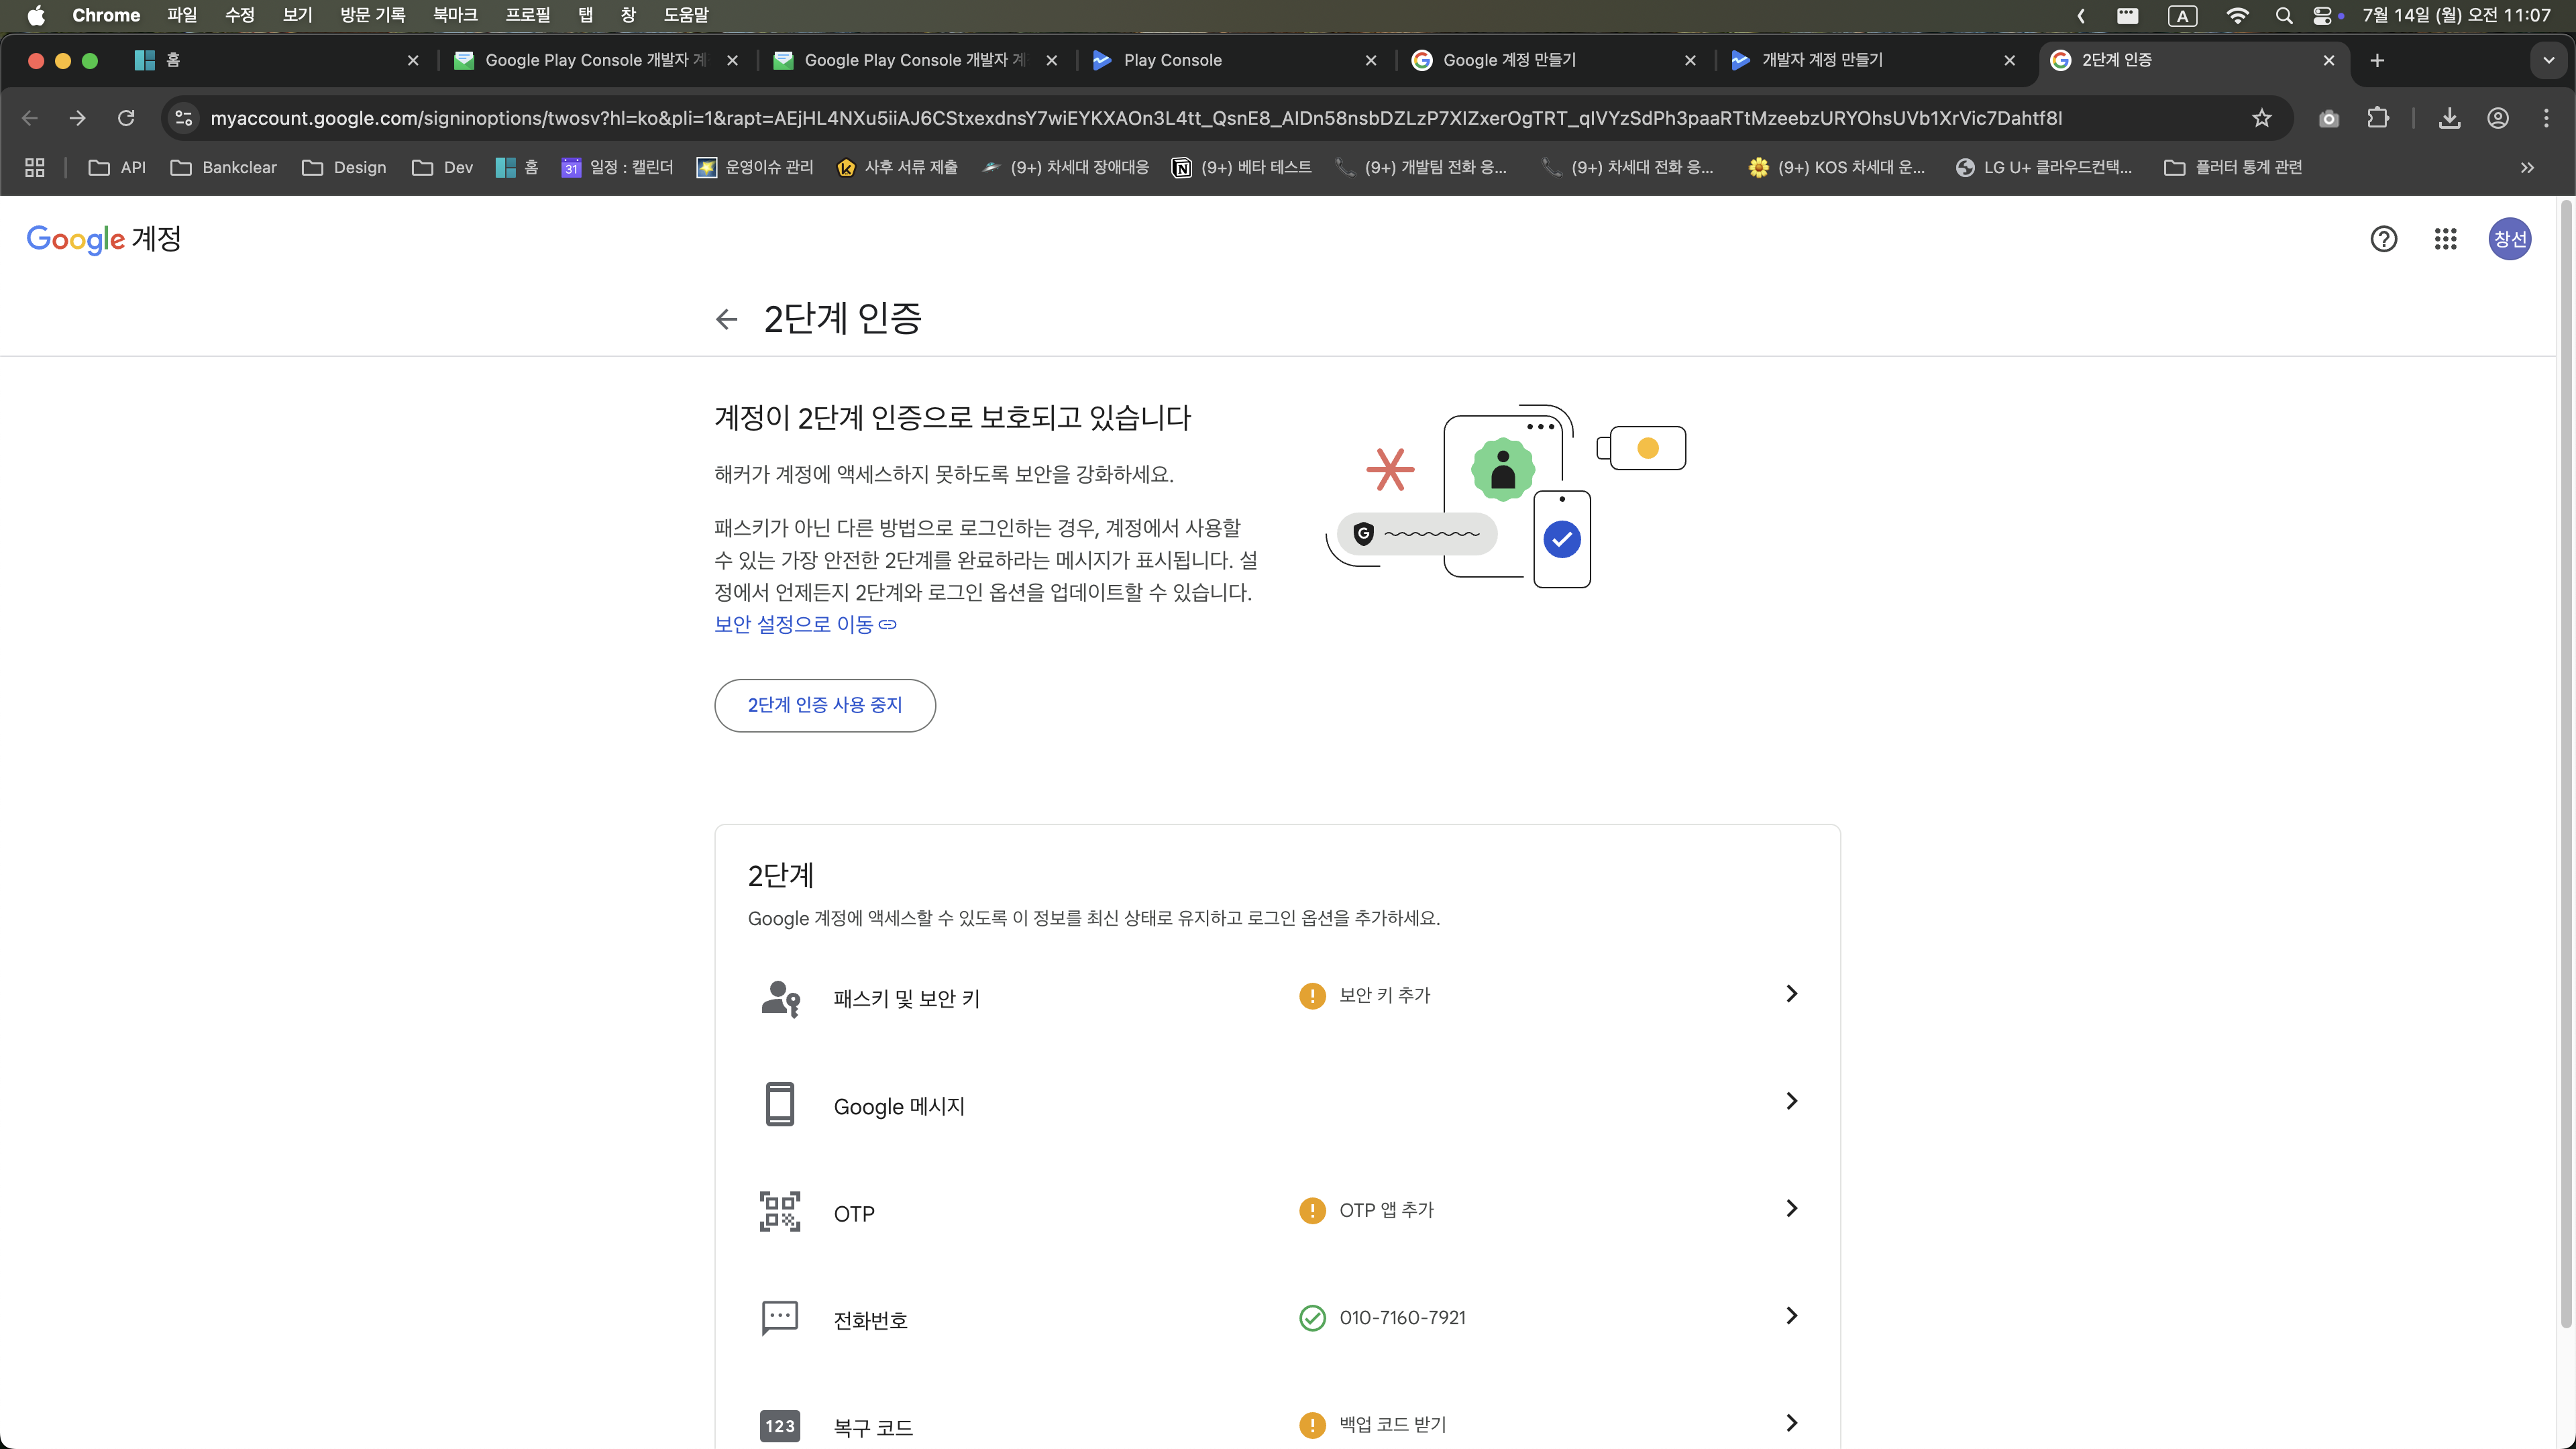 Chrome 파일 수정 보기 방문 기록 북마크 프로필 탭 창 도움말 A 7월 14일 (월) 오전 11:07
홈 Google Play Console 개발자 계 Google Play Console 개발자 계 Play Console Google 계정 만들기 개발자 계정 만들기 2단계 인증
myaccount.google.com/signinoptions/twosv?hl=ko&pli=1&rapt=AEjHL4NXu5iiAJ6CStxexdnsY7wiEYKXAOn3L4tt_QsnE8_AIDn58nsbDZLzP7XIZxerOgTRT_qIVYzSdPh3paaRTtMzeebzURYOhsUVb1XrVic7Dahtf8I
API Bankclear Design Dev 홈 31 일정 : 캘린더 운영이슈 관리 사후 서류 제출 (9+) 차세대 장애대응 (9+) 베타 테스트 (9+) 개발팀 전화 응... (9+) 차세대 전화 응... (9+) KOS 차세대 운... LG U+ 클라우드컨택... 플러터 통계 관련
Google 계정
창선
2단계 인증
계정이 2단계 인증으로 보호되고 있습니다
해커가 계정에 액세스하지 못하도록 보안을 강화하세요.
패스키가 아닌 다른 방법으로 로그인하는 경우, 계정에서 사용할
수 있는 가장 안전한 2단계를 완료하라는 메시지가 표시됩니다. 설
정에서 언제든지 2단계와 로그인 옵션을 업데이트할 수 있습니다.
보안 설정으로 이동
G
2단계 인증 사용 중지
2단계
Google 계정에 액세스할 수 있도록 이 정보를 최신 상태로 유지하고 로그인 옵션을 추가하세요.
패스키 및 보안 키 보안 키 추가
Google 메시지
OTP OTP 앱 추가
전화번호 010-7160-7921
123 복구 코드 백업 코드 받기